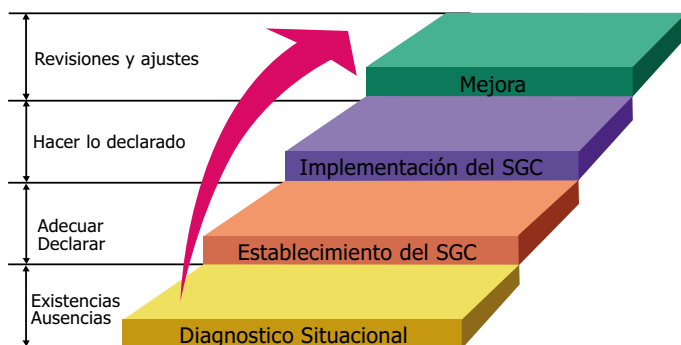 Revisiones y ajustes
Mejora
Hacer lo declarado
Implementación del SGC
Adecuar
Declarar
Establecimiento del SGC
Existencias
Ausencias
Diagnostico Situacional